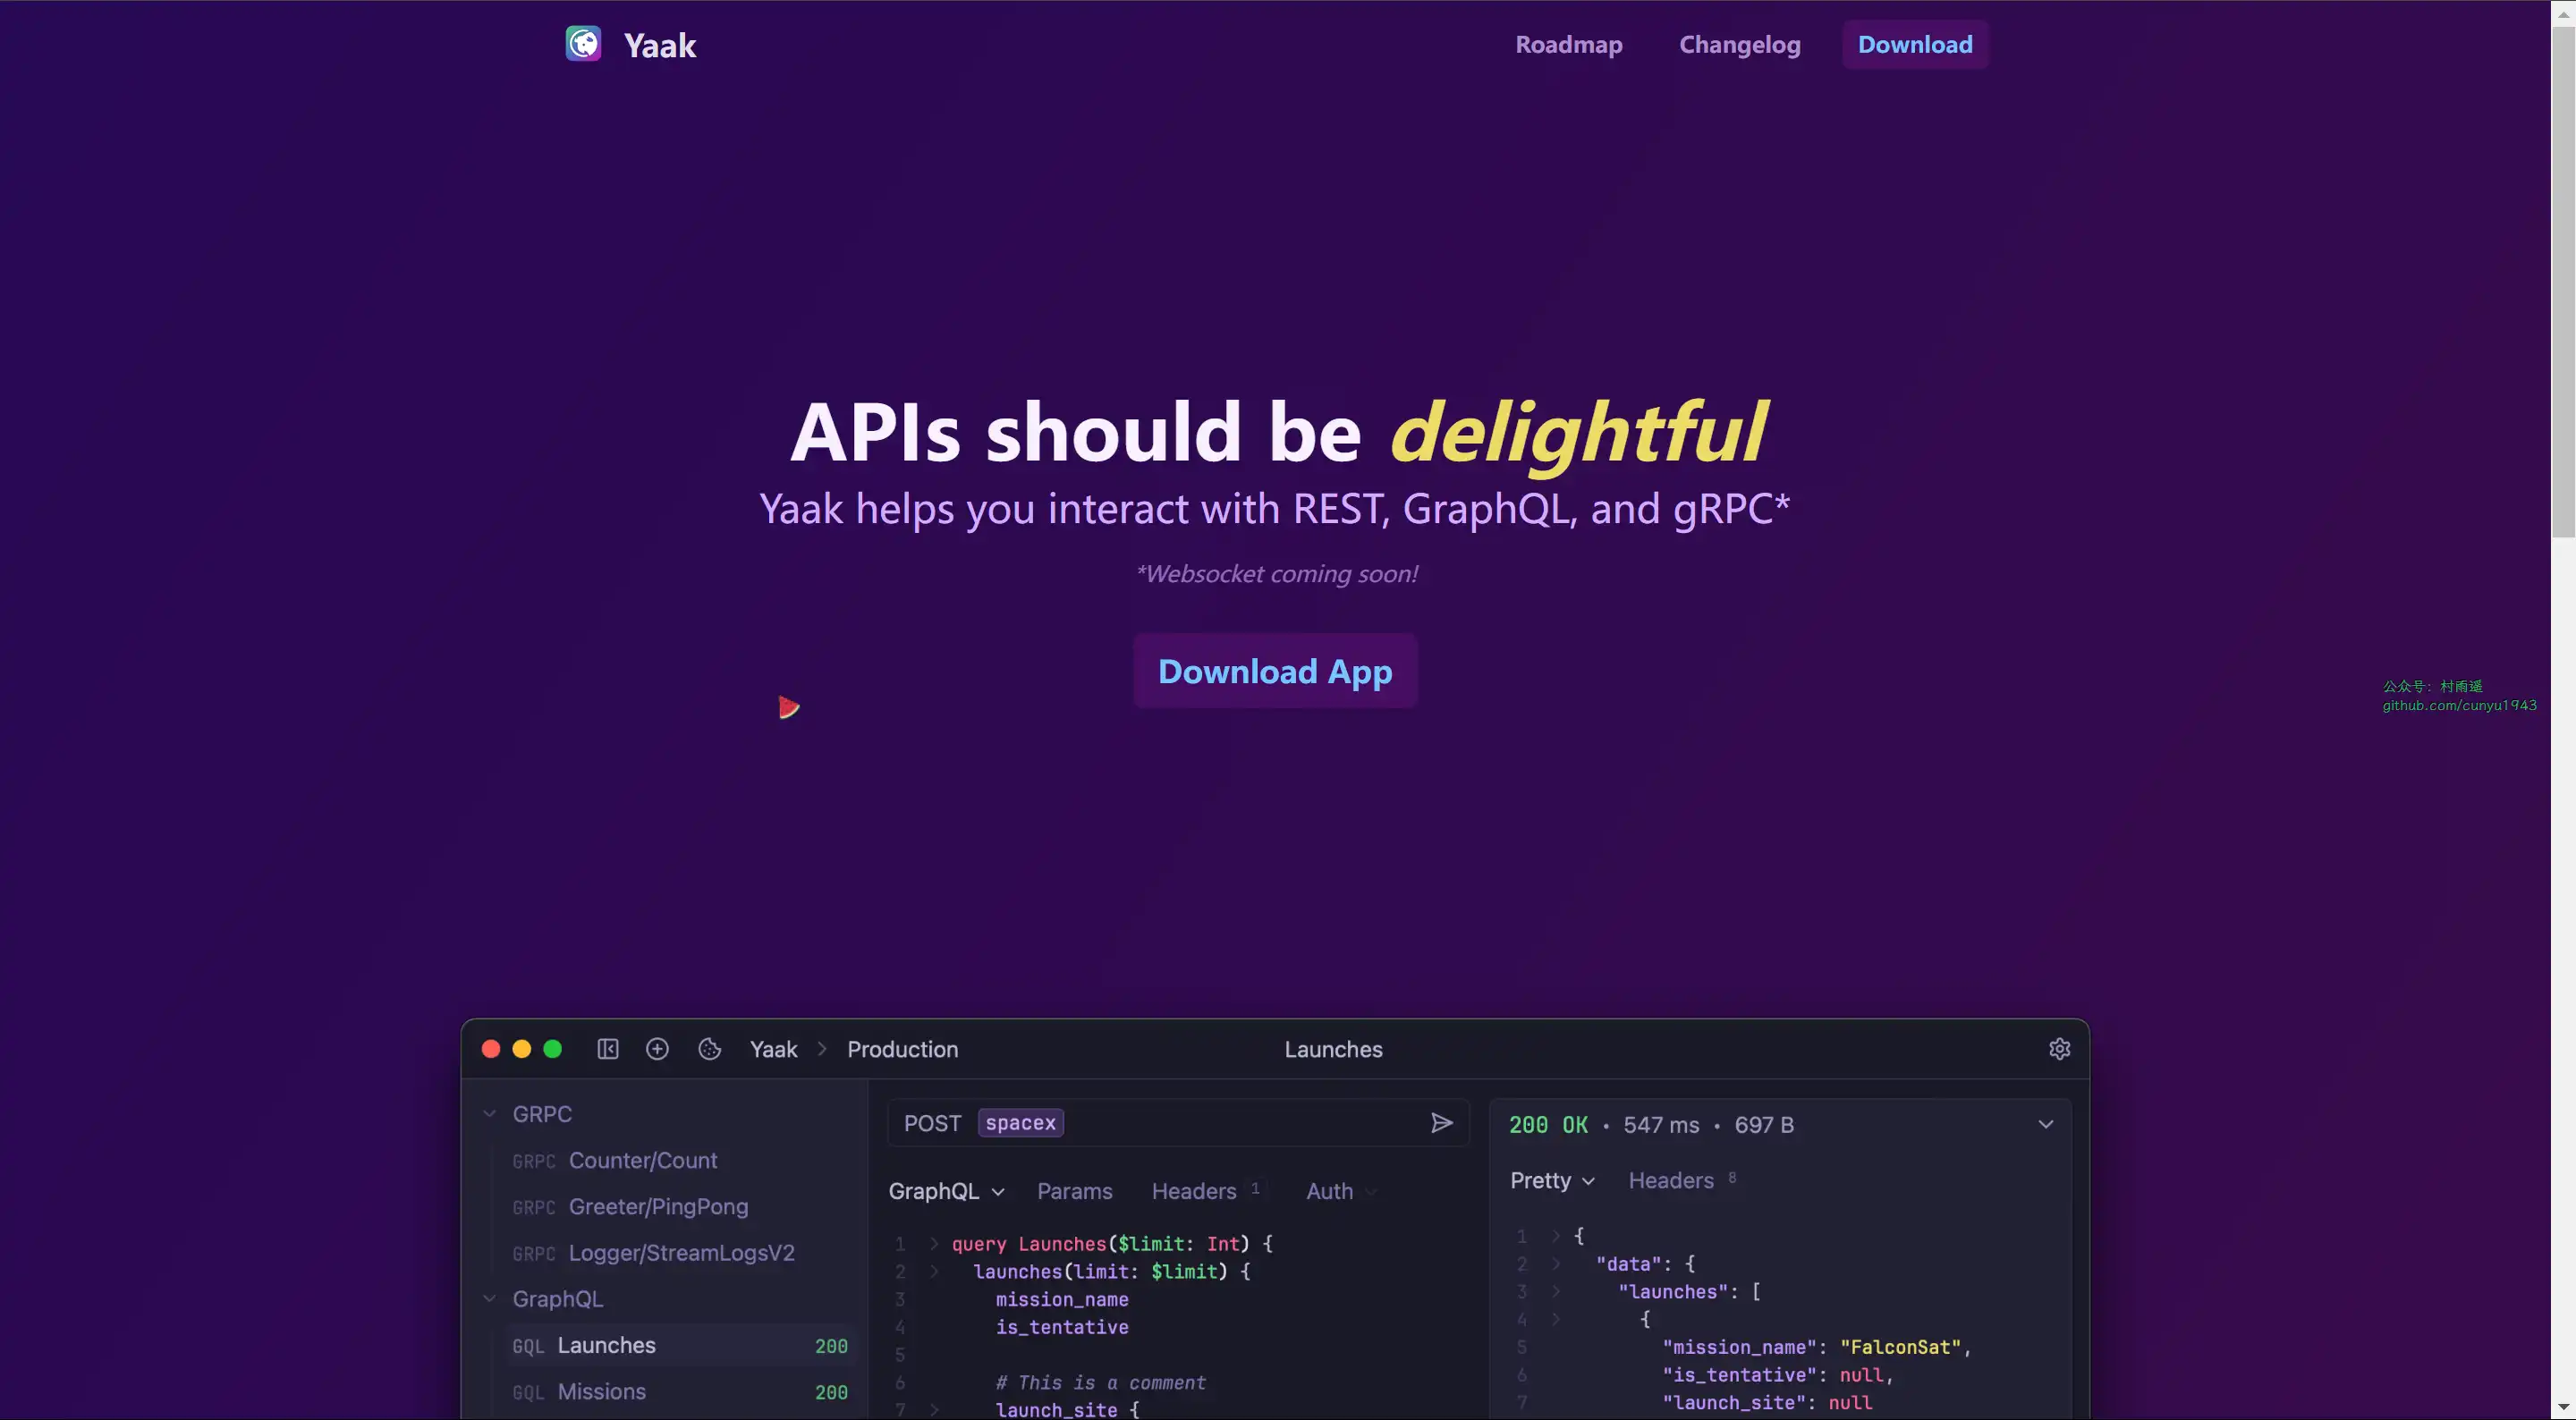 Yaak
Roadmap
Changelog
Download
APIs should be delightful
Yaak helps you interact with REST, GraphQL, and gRPC*
*Websocket coming soon!
Download App
公众号：村雨遥
github.com/cunyu1943
Yaak > Production
Launches
GRPC
GRPC Counter/Count
GRPC Greeter/PingPong
GRPC Logger/StreamLogsV2
GraphQL
GQL Launches 200
GQL Missions 200
POST spacex
GraphQL Params Headers 1 Auth
1 > query Launches($limit: Int) {
2 > launches(limit: $limit) {
3 mission_name
4 is_tentative
5
6 # This is a comment
7 > launch_site {
200 OK • 547 ms • 697 B
Pretty Headers 8
1 > {
2 > "data": {
3 > "launches": [
4 > {
5 "mission_name": "FalconSat",
6 "is_tentative": null,
7 "launch_site": null